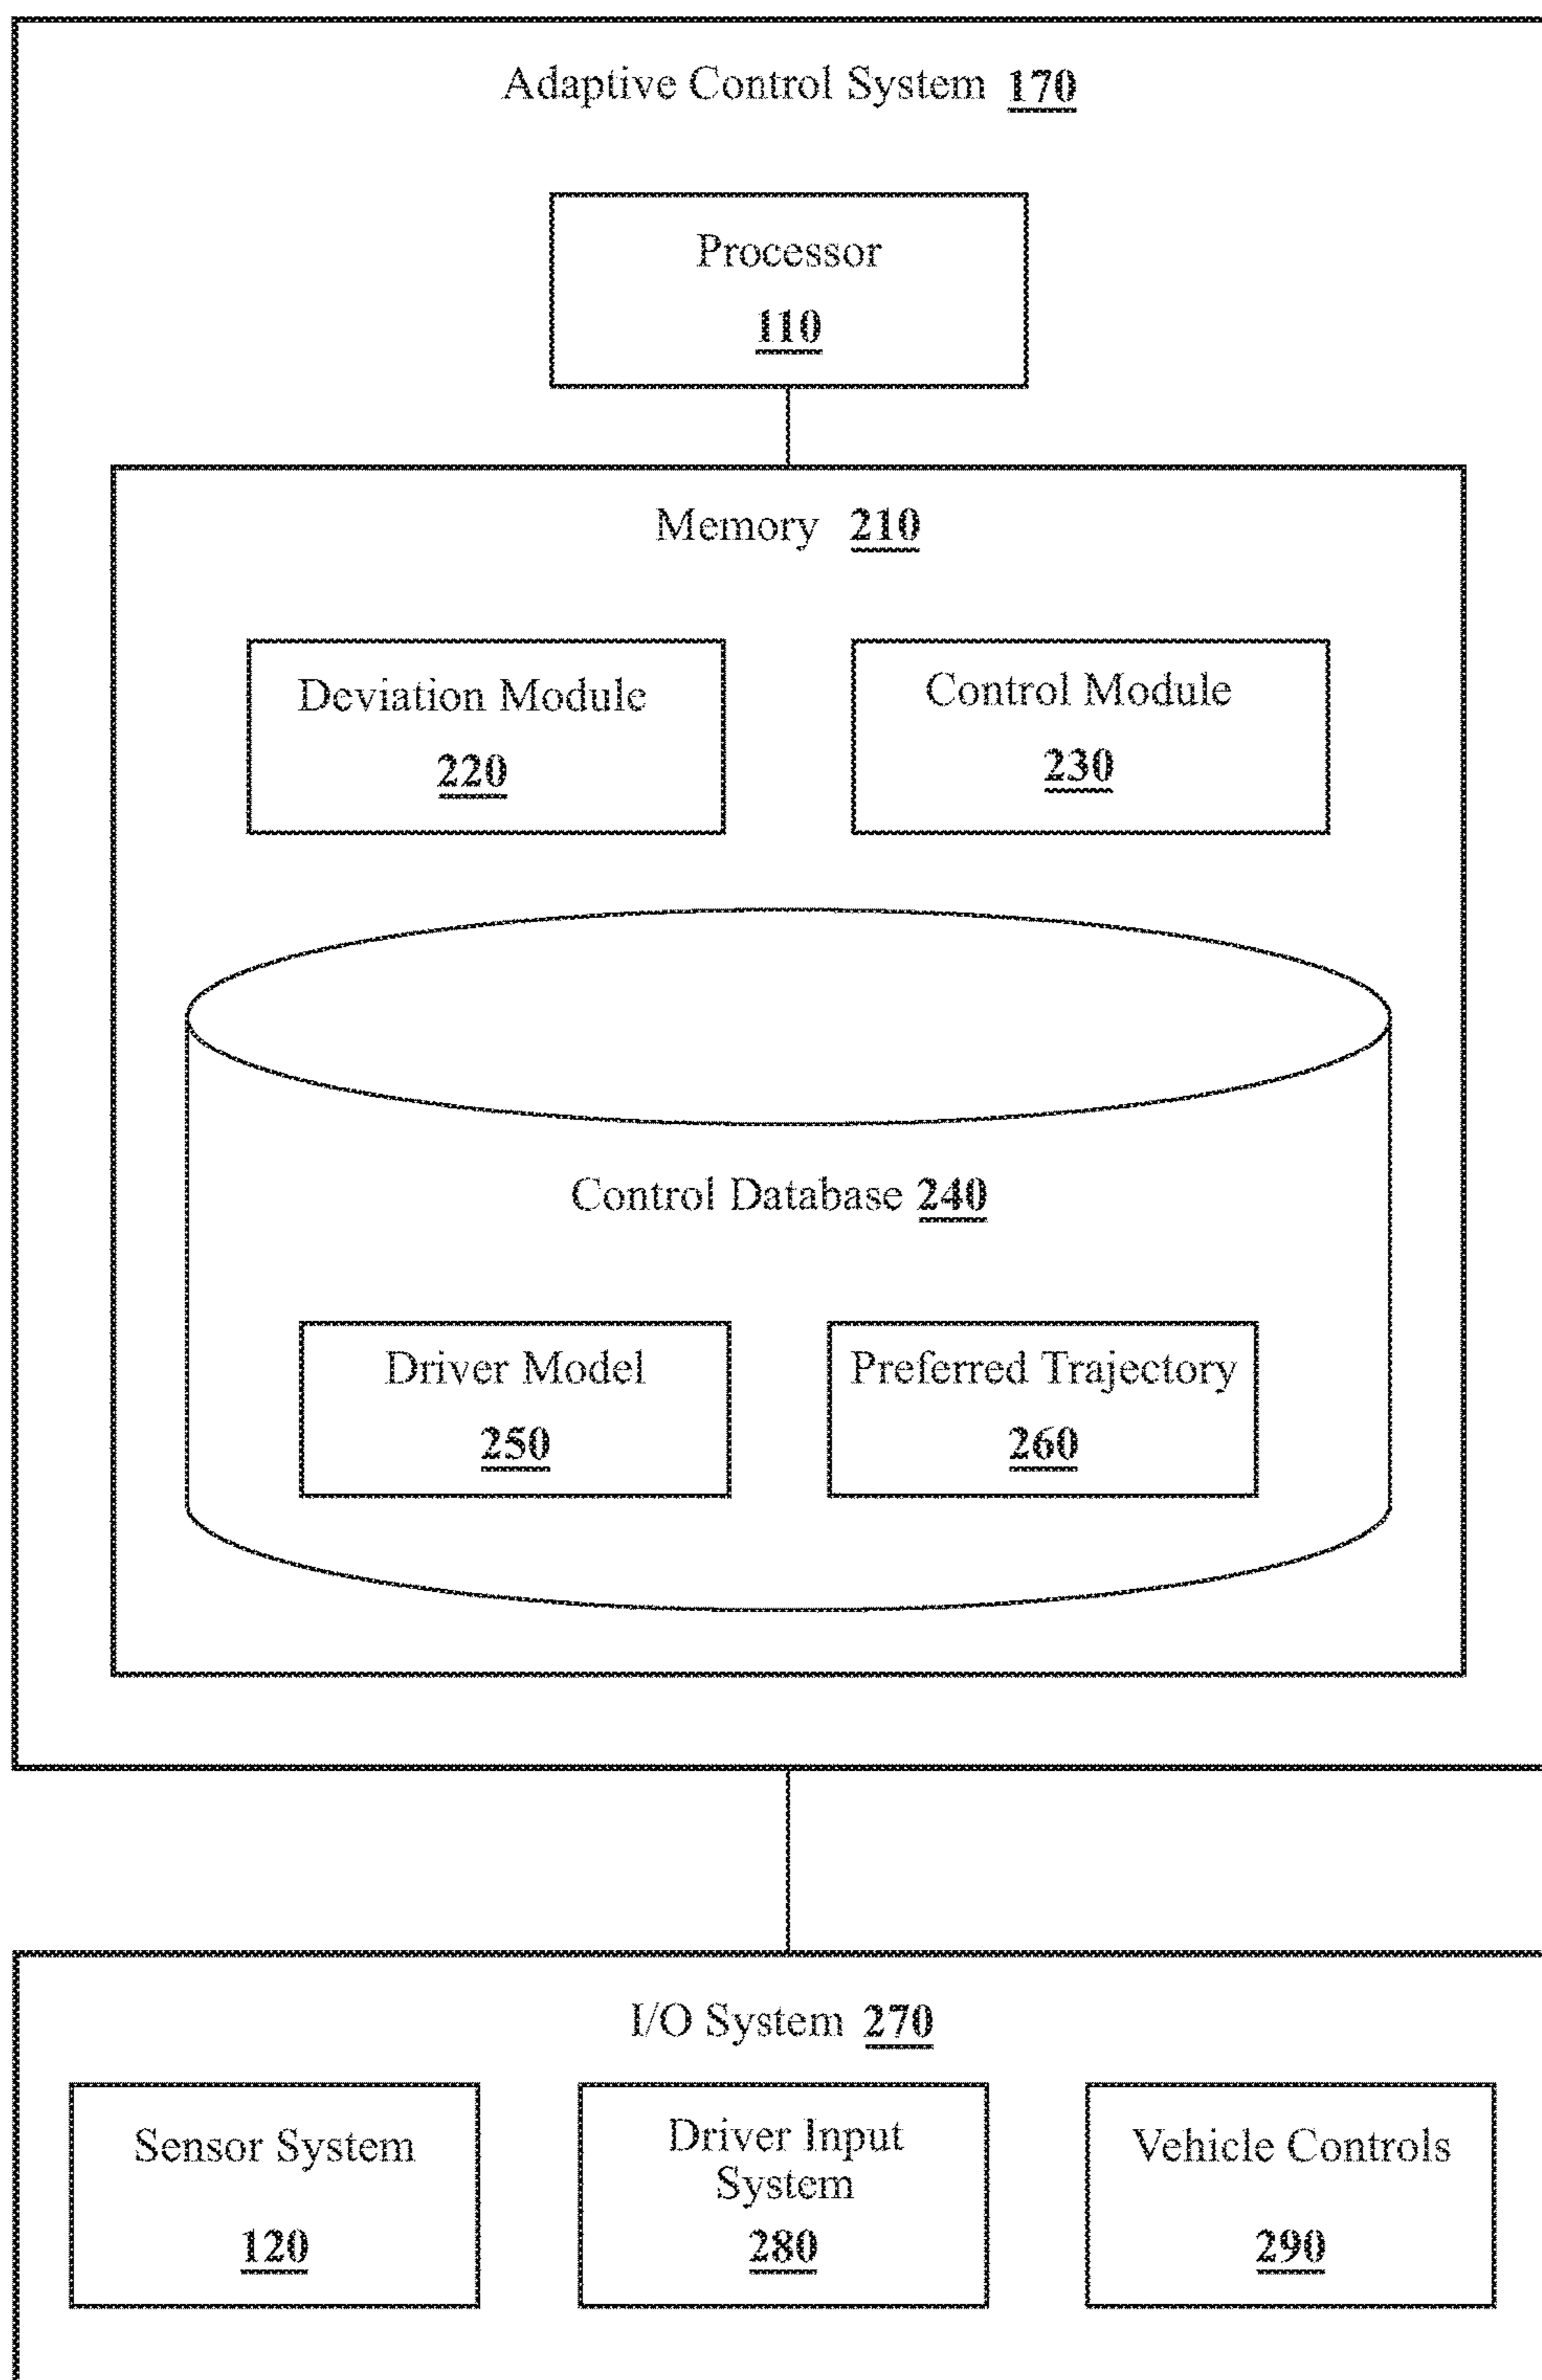 Adaptive Control System 170
Processor
110
Memory 210
Deviation Module
220
Control Module
230
Control Database 240
Driver Model
250
Preferred Trajectory
260
I/O System 270
Sensor System
120
Driver Input
System
280
Vehicle Controls
290